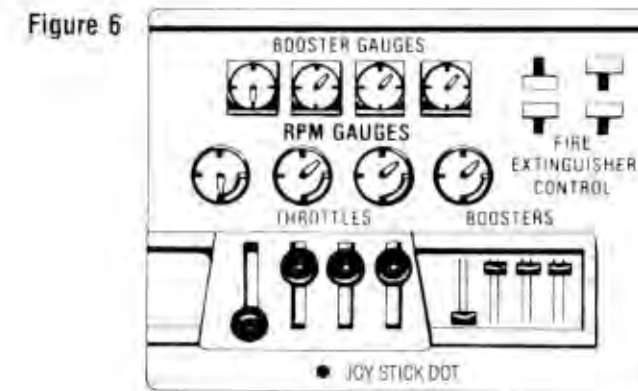 Figure 6
BOOSTER GAUGES
RPM GAUGES
FIRE
EXTINGUISHER
CONTROL
THROTTLES
BOOSTERS
JOY STICK DOT